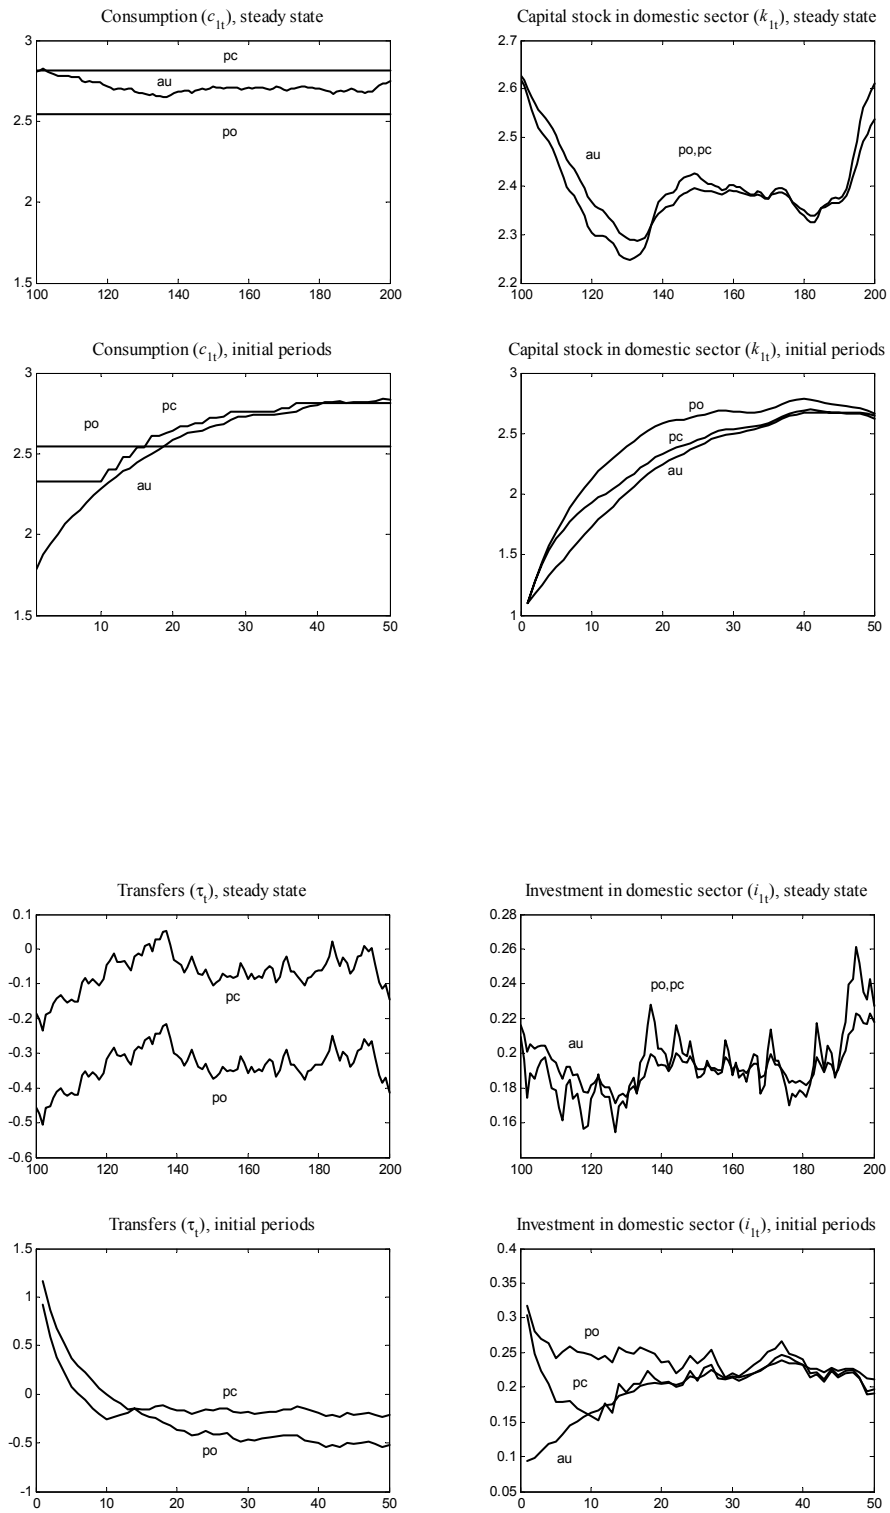 Consumption (c1t), steady state
3
2.5
2
1.5
pc
au
po
100 120 140 160 180 200
Capital stock in domestic sector (k1t), steady state
2.7
2.6
2.5
2.4
2.3
2.2
au
po,pc
100 120 140 160 180 200
Consumption (c1t), initial periods
3
2.5
2
1.5
po
pc
au
10 20 30 40 50
Capital stock in domestic sector (k1t), initial periods
3
2.5
2
1.5
1
po
pc
au
0 10 20 30 40 50
Transfers (τt), steady state
0.1
0
-0.1
-0.2
-0.3
-0.4
-0.5
-0.6
pc
po
100 120 140 160 180 200
Investment in domestic sector (i1t), steady state
0.28
0.26
0.24
0.22
0.2
0.18
0.16
po,pc
au
100 120 140 160 180 200
Transfers (τt), initial periods
1.5
1
0.5
0
-0.5
-1
pc
po
0 10 20 30 40 50
Investment in domestic sector (i1t), initial periods
0.4
0.35
0.3
0.25
0.2
0.15
0.1
0.05
po
pc
au
0 10 20 30 40 50